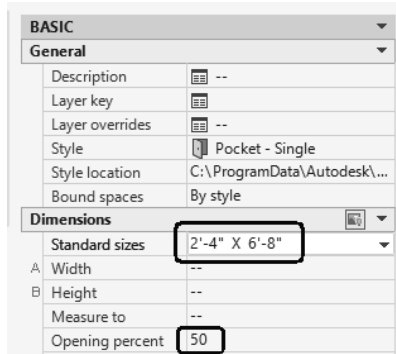 BASIC
General
Description --
Layer key
Layer overrides --
Style Pocket - Single
Style location C:\ProgramData\Autodesk\...
Bound spaces By style
Dimensions
Standard sizes 2'-4" X 6'-8"
A Width --
B Height --
Measure to --
Opening percent 50